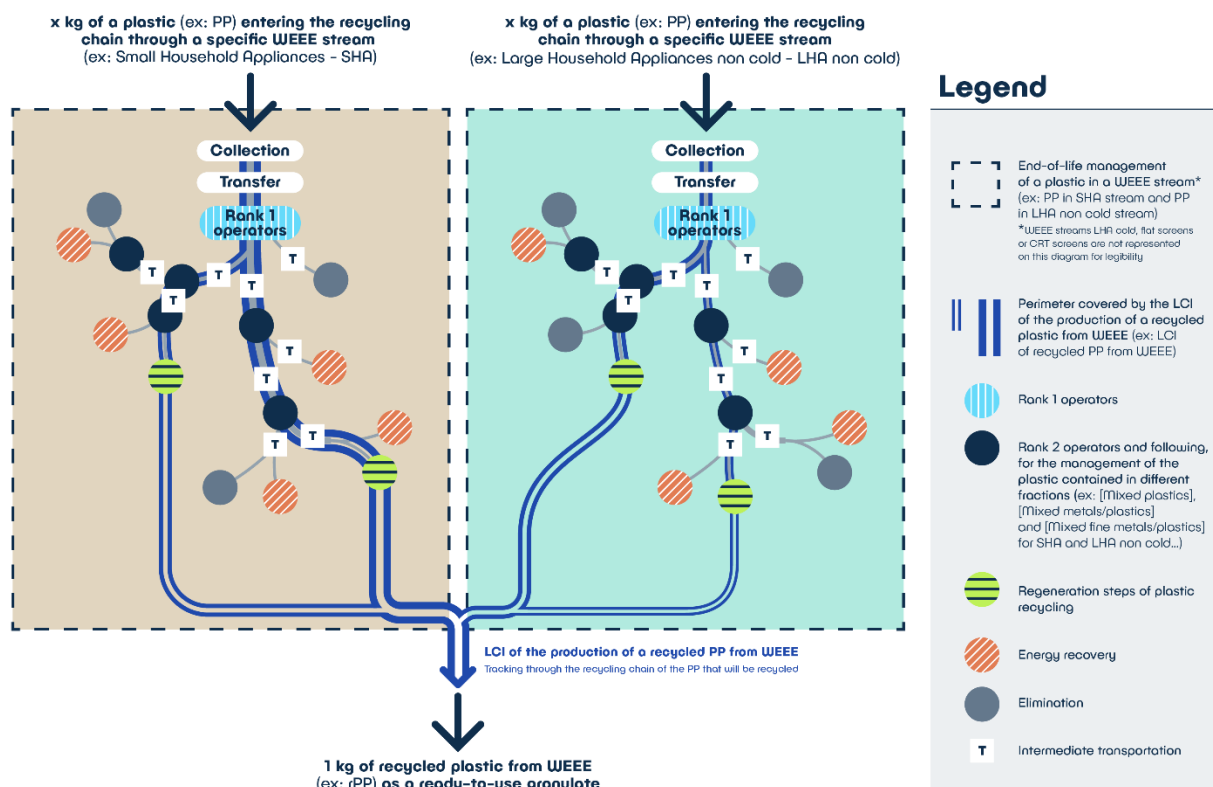 x kg of a plastic (ex: PP) entering the recycling
chain through a specific WEEE stream
(ex: Small Household Appliances - SHA)
x kg of a plastic (ex: PP) entering the recycling
chain through a specific WEEE stream
(ex: Large Household Appliances non cold - LHA non cold)
Collection
Transfer
Rank 1
operators
T
T
T
T
T
T
T
T
T
Collection
Transfer
Rank 1
operators
T
T
T
T
T
T
T
T
T
LCI of the production of a recycled PP from WEEE
Tracking through the recycling chain of the PP that will be recycled
1 kg of recycled plastic from WEEE
(ex: rPP) as a ready-to-use granulate
Legend
End-of-life management
of a plastic in a WEEE stream*
(ex: PP in SHA stream and PP
in LHA non cold stream)
*WEEE streams LHA cold, flat screens
or CRT screens are not represented
on this diagram for legibility
Perimeter covered by the LCI
of the production of a recycled
plastic from WEEE (ex: LCI
of recycled PP from WEEE)
Rank 1 operators
Rank 2 operators and following,
for the management of the
plastic contained in different
fractions (ex: [Mixed plastics],
[Mixed metals/plastics]
and [Mixed fine metals/plastics]
for SHA and LHA non cold...)
Regeneration steps of plastic
recycling
Energy recovery
Elimination
T Intermediate transportation